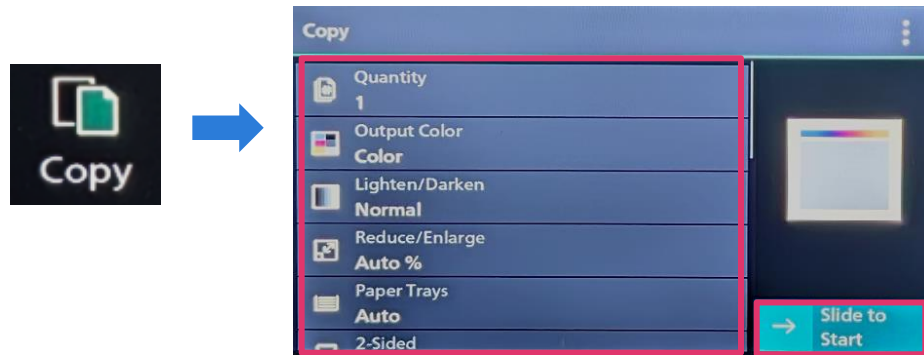 Copy
Copy
Quantity
1
Output Color
Color
Lighten/Darken
Normal
Reduce/Enlarge
Auto %
Paper Trays
Auto
2-Sided
Slide to
Start